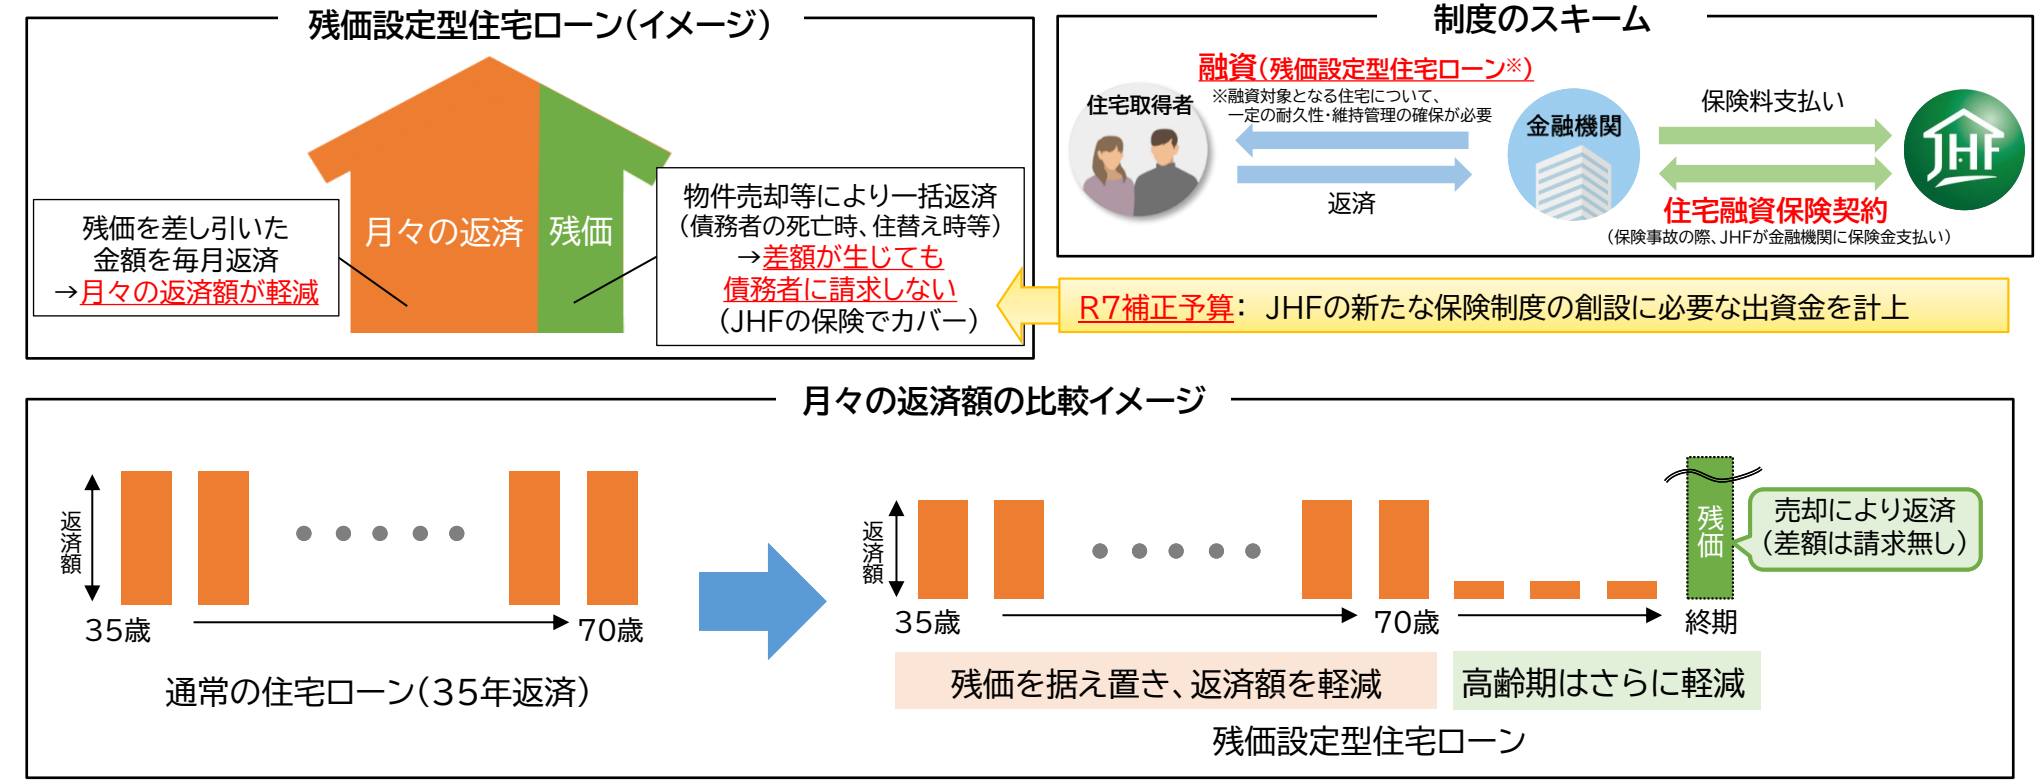 残価設定型住宅ローン(イメージ)
月々の返済
残価
残価を差し引いた
金額を毎月返済
→月々の返済額が軽減
物件売却等により一括返済
(債務者の死亡時、住替え時等)
→差額が生じても
債務者に請求しない
(JHFの保険でカバー)
制度のスキーム
融資(残価設定型住宅ローン※)
※融資対象となる住宅について、
一定の耐久性・維持管理の確保が必要
住宅取得者
返済
金融機関
保険料支払い
JHF
住宅融資保険契約
(保険事故の際、JHFが金融機関に保険金支払い)
R7補正予算： JHFの新たな保険制度の創設に必要な出資金を計上
月々の返済額の比較イメージ
返済額
35歳
70歳
通常の住宅ローン(35年返済)
返済額
35歳
70歳
終期
残価
売却により返済
(差額は請求無し)
残価を据え置き、返済額を軽減
高齢期はさらに軽減
残価設定型住宅ローン